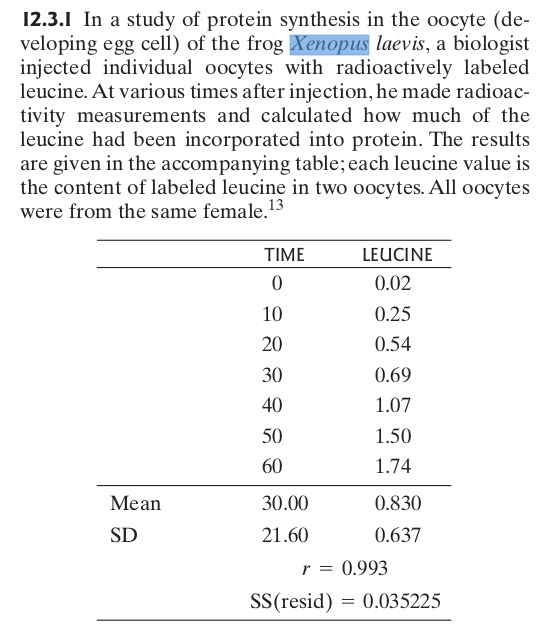 12.3.1 In a study of protein synthesis in the oocyte (de-
veloping egg cell) of the frog Xenopus laevis, a biologist
injected individual oocytes with radioactively labeled
leucine. At various times after injection, he made radioac-
tivity measurements and calculated how much of the
leucine had been incorporated into protein. The results
are given in the accompanying table; each leucine value is
the content of labeled leucine in two oocytes. All oocytes
were from the same female.13
TIME LEUCINE
0 0.02
10 0.25
20 0.54
30 0.69
40 1.07
50 1.50
60 1.74
Mean 30.00 0.830
SD 21.60 0.637
r = 0.993
SS(resid) = 0.035225